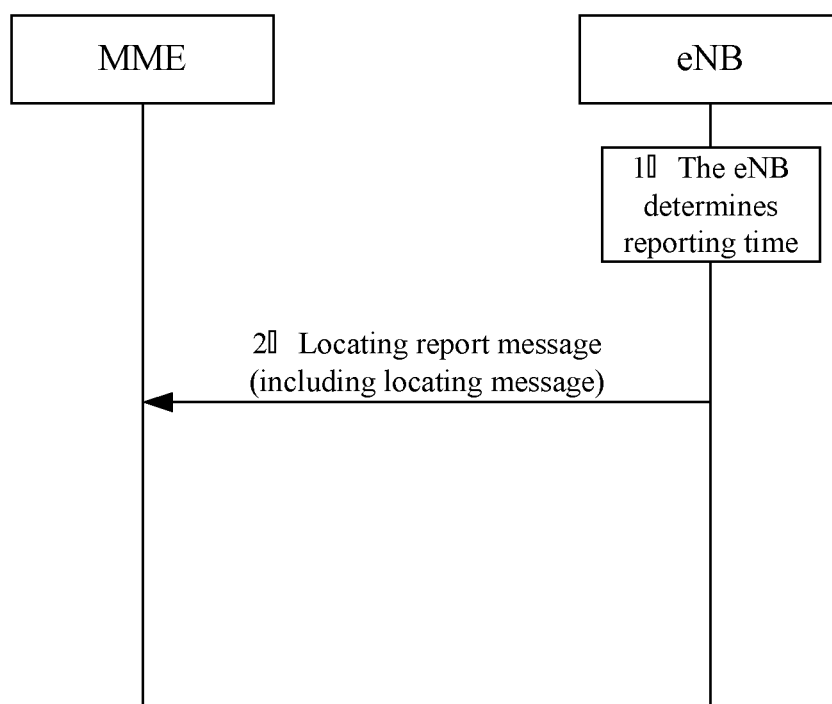 MME
eNB
1▯ The eNB
determines
reporting time
2▯ Locating report message
(including locating message)